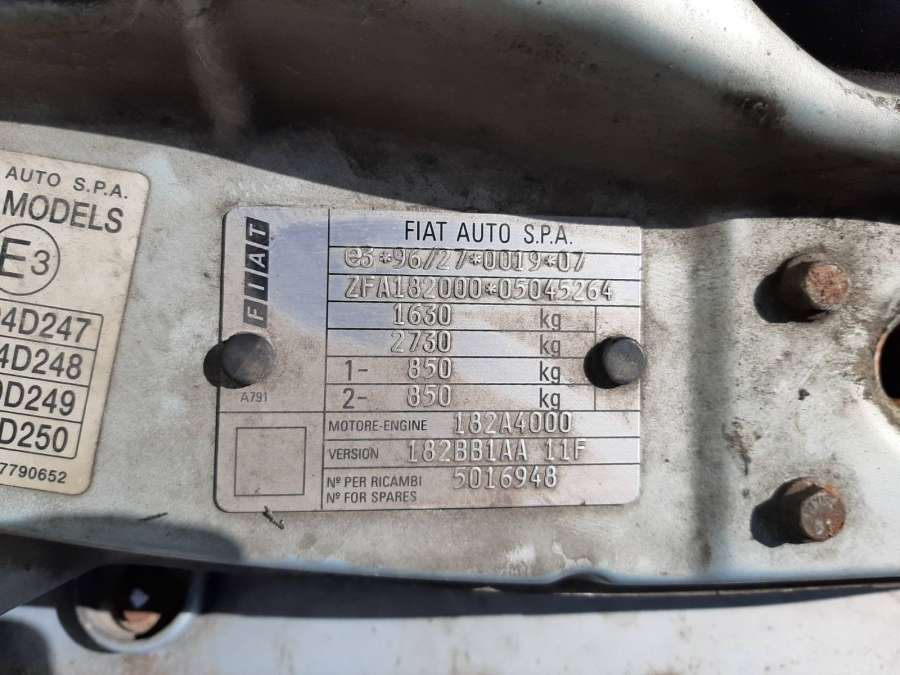 AUTO S.P.A.
MODELS
E3
4D247
4D248
D249
D250
7790652
FIAT
A791
FIAT AUTO S.P.A.
e3*96/27*0019*07
ZFA182000*05045264
1630 kg
2730 kg
1- 850 kg
2- 850 kg
MOTORE-ENGINE 182A4000
VERSION 182BB1AA 11F
Nº PER RICAMBI 5016948
Nº FOR SPARES